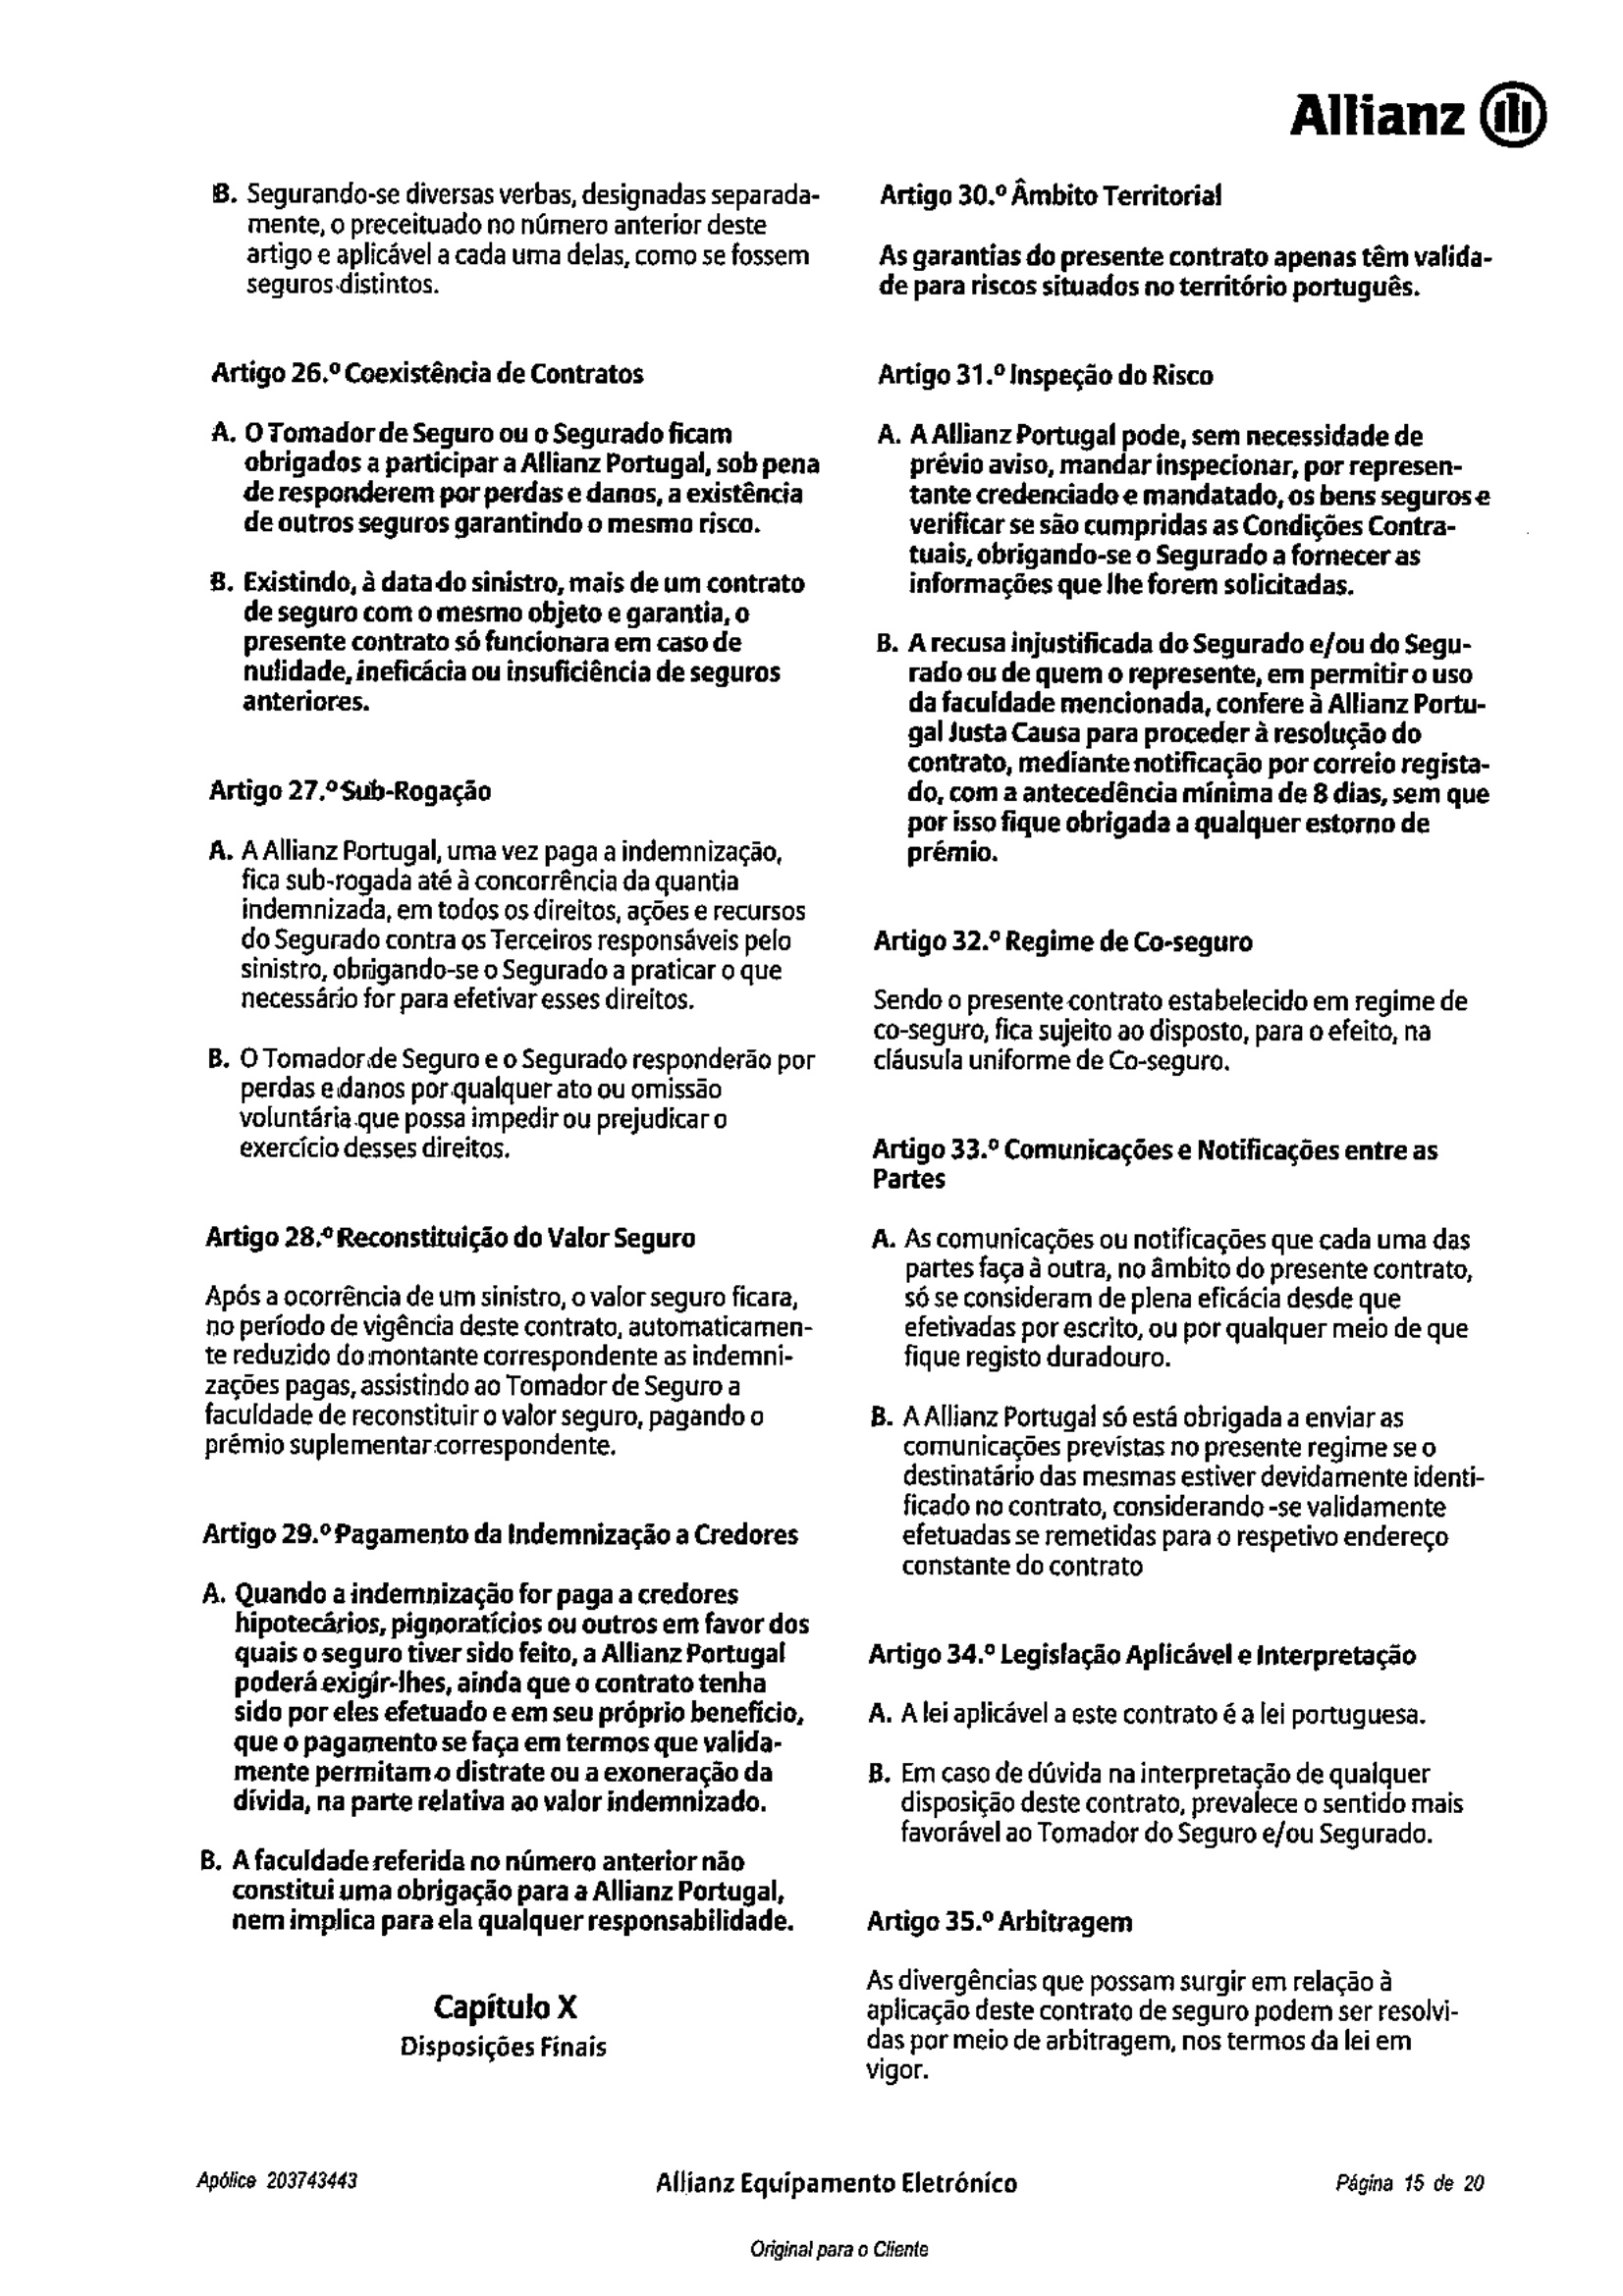 Allianz
B. Segurando-se diversas verbas, designadas separada-
mente, o preceituado no número anterior deste
artigo e aplicável a cada uma delas, como se fossem
seguros distintos.
Artigo 26.º Coexistência de Contratos
A. O Tomador de Seguro ou o Segurado ficam
obrigados a participar a Allianz Portugal, sob pena
de responderem por perdas e danos, a existência
de outros seguros garantindo o mesmo risco.
B. Existindo, à data do sinistro, mais de um contrato
de seguro com o mesmo objeto e garantia, o
presente contrato só funcionara em caso de
nulidade, ineficácia ou insuficiência de seguros
anteriores.
Artigo 27.º Sub-Rogação
A. A Allianz Portugal, uma vez paga a indemnização,
fica sub-rogada até à concorrência da quantia
indemnizada, em todos os direitos, ações e recursos
do Segurado contra os Terceiros responsáveis pelo
sinistro, obrigando-se o Segurado a praticar o que
necessário for para efetivar esses direitos.
B. O Tomador de Seguro e o Segurado responderão por
perdas e danos por qualquer ato ou omissão
voluntária que possa impedir ou prejudicar o
exercício desses direitos.
Artigo 28.º Reconstituição do Valor Seguro
Após a ocorrência de um sinistro, o valor seguro ficara,
no período de vigência deste contrato, automaticamen-
te reduzido do montante correspondente as indemni-
zações pagas, assistindo ao Tomador de Seguro a
faculdade de reconstituir o valor seguro, pagando o
prémio suplementar correspondente.
Artigo 29.º Pagamento da Indemnização a Credores
A. Quando a indemnização for paga a credores
hipotecários, pignoratícios ou outros em favor dos
quais o seguro tiver sido feito, a Allianz Portugal
poderá exigir-lhes, ainda que o contrato tenha
sido por eles efetuado e em seu próprio benefício,
que o pagamento se faça em termos que valida-
mente permitam o distrate ou a exoneração da
dívida, na parte relativa ao valor indemnizado.
B. A faculdade referida no número anterior não
constitui uma obrigação para a Allianz Portugal,
nem implica para ela qualquer responsabilidade.
Capítulo X
Disposições Finais
Artigo 30.º Âmbito Territorial
As garantias do presente contrato apenas têm valida-
de para riscos situados no território português.
Artigo 31.º Inspeção do Risco
A. A Allianz Portugal pode, sem necessidade de
prévio aviso, mandar inspecionar, por represen-
tante credenciado e mandatado, os bens seguros e
verificar se são cumpridas as Condições Contra-
tuais, obrigando-se o Segurado a fornecer as
informações que lhe forem solicitadas.
B. A recusa injustificada do Segurado e/ou do Segu-
rado ou de quem o represente, em permitir o uso
da faculdade mencionada, confere à Allianz Portu-
gal Justa Causa para proceder à resolução do
contrato, mediante notificação por correio regista-
do, com a antecedência mínima de 8 dias, sem que
por isso fique obrigada a qualquer estorno de
prémio.
Artigo 32.º Regime de Co-seguro
Sendo o presente contrato estabelecido em regime de
co-seguro, fica sujeito ao disposto, para o efeito, na
cláusula uniforme de Co-seguro.
Artigo 33.º Comunicações e Notificações entre as
Partes
A. As comunicações ou notificações que cada uma das
partes faça à outra, no âmbito do presente contrato,
só se consideram de plena eficácia desde que
efetivadas por escrito, ou por qualquer meio de que
fique registo duradouro.
B. A Allianz Portugal só está obrigada a enviar as
comunicações previstas no presente regime se o
destinatário das mesmas estiver devidamente identi-
ficado no contrato, considerando -se validamente
efetuadas se remetidas para o respetivo endereço
constante do contrato
Artigo 34.º Legislação Aplicável e Interpretação
A. A lei aplicável a este contrato é a lei portuguesa.
B. Em caso de dúvida na interpretação de qualquer
disposição deste contrato, prevalece o sentido mais
favorável ao Tomador do Seguro e/ou Segurado.
Artigo 35.º Arbitragem
As divergências que possam surgir em relação à
aplicação deste contrato de seguro podem ser resolvi-
das por meio de arbitragem, nos termos da lei em
vigor.
Apólice 203743443
Allianz Equipamento Eletrónico
Página 15 de 20
Original para o Cliente